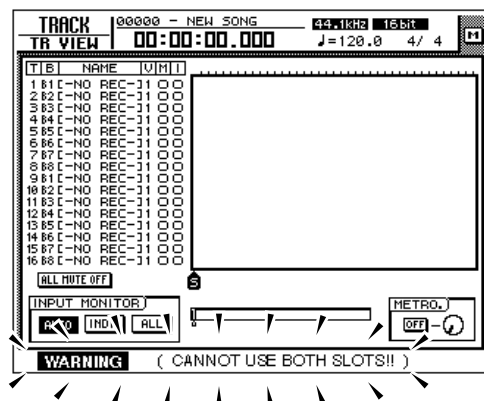 TRACK 00000 - NEW SONG 44.1kHz 16bit
TR VIEW 00:00:00.000 ♩=120.0 4/ 4 M
T B NAME V M I
1 B1 [-NO REC-] 1 O O
2 B2 [-NO REC-] 1 O O
3 B3 [-NO REC-] 1 O O
4 B4 [-NO REC-] 1 O O
5 B5 [-NO REC-] 1 O O
6 B6 [-NO REC-] 1 O O
7 B7 [-NO REC-] 1 O O
8 B8 [-NO REC-] 1 O O
9 B1 [-NO REC-] 1 O O
10 B2 [-NO REC-] 1 O O
11 B3 [-NO REC-] 1 O O
12 B4 [-NO REC-] 1 O O
13 B5 [-NO REC-] 1 O O
14 B6 [-NO REC-] 1 O O
15 B7 [-NO REC-] 1 O O
16 B8 [-NO REC-] 1 O O
ALL MUTE OFF S
INPUT MONITOR METRO.
AUTO IND. ALL OFF
WARNING ( CANNOT USE BOTH SLOTS!! )